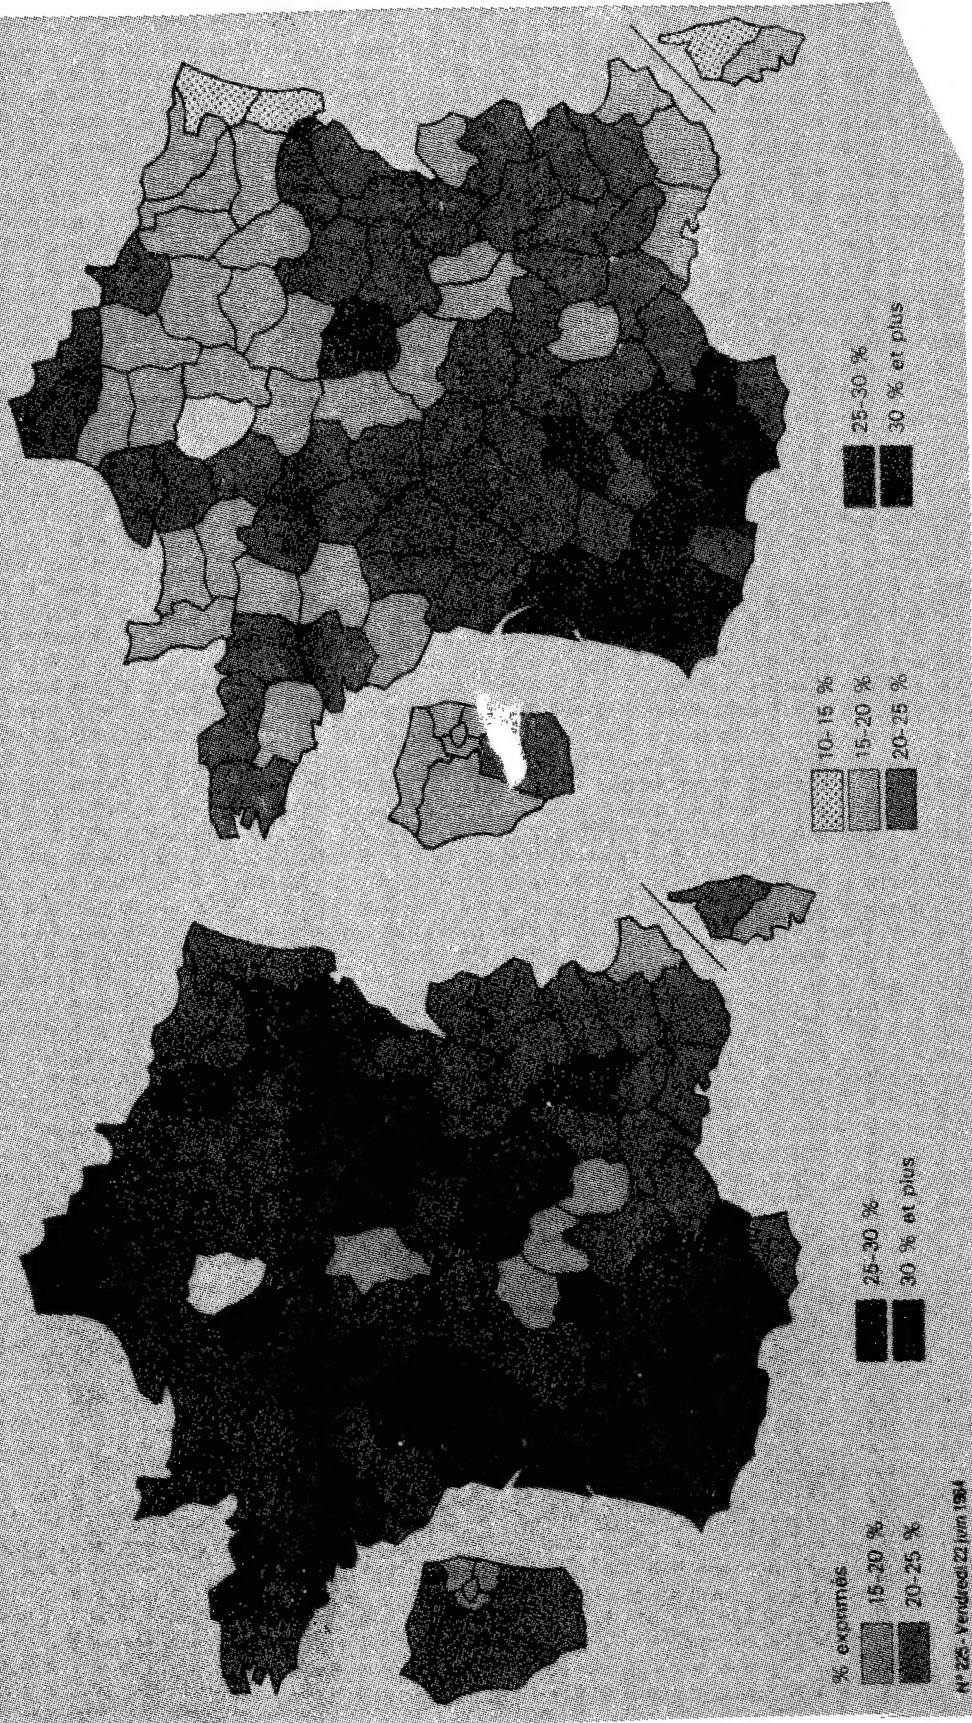 % exprimés
15-20 %
20-25 %
25-30 %
30 % et plus
10-15 %
15-20 %
20-25 %
25-30 %
30 % et plus
N° 225 - Vendredi 22 juin 1984